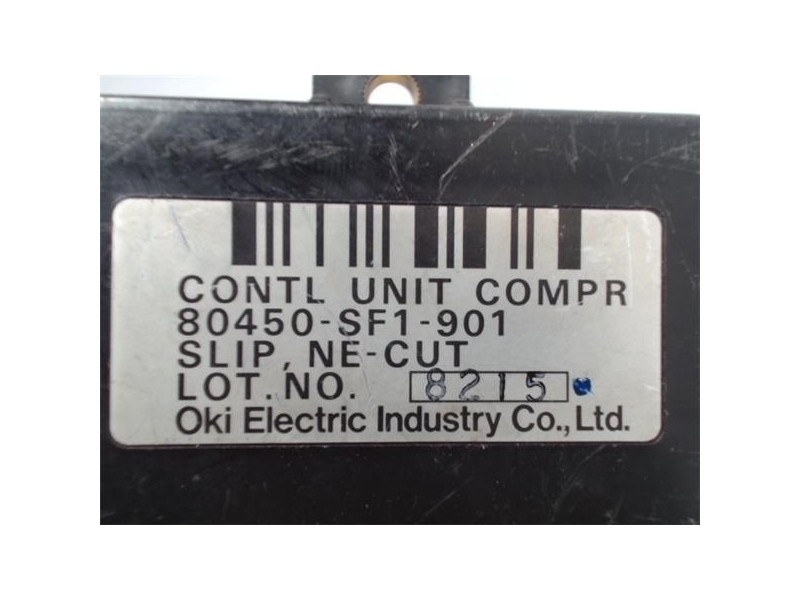 CONTL UNIT COMPR
80450-SF1-901
SLIP, NE-CUT
LOT. NO. 8215
Oki Electric Industry Co., Ltd.